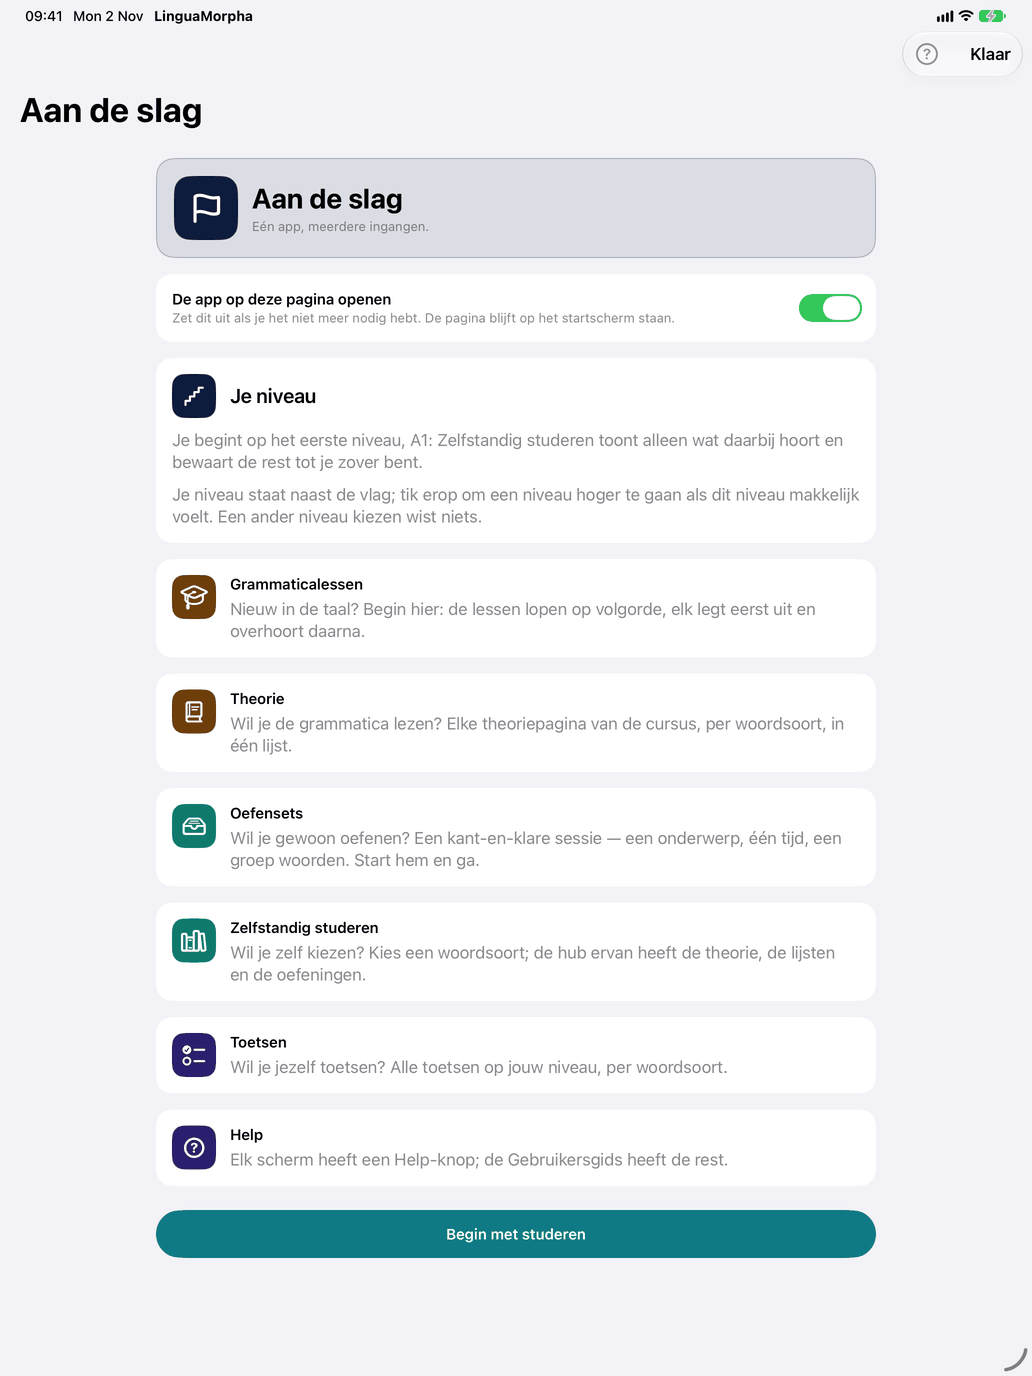 09:41 Mon 2 Nov LinguaMorpha
Klaar
Aan de slag
Aan de slag
Eén app, meerdere ingangen.
De app op deze pagina openen
Zet dit uit als je het niet meer nodig hebt. De pagina blijft op het startscherm staan.
Je niveau
Je begint op het eerste niveau, A1: Zelfstandig studeren toont alleen wat daarbij hoort en
bewaart de rest tot je zover bent.
Je niveau staat naast de vlag; tik erop om een niveau hoger te gaan als dit niveau makkelijk
voelt. Een ander niveau kiezen wist niets.
Grammaticalessen
Nieuw in de taal? Begin hier: de lessen lopen op volgorde, elk legt eerst uit en
overhoort daarna.
Theorie
Wil je de grammatica lezen? Elke theoriepagina van de cursus, per woordsoort, in
één lijst.
Oefensets
Wil je gewoon oefenen? Een kant-en-klare sessie — een onderwerp, één tijd, een
groep woorden. Start hem en ga.
Zelfstandig studeren
Wil je zelf kiezen? Kies een woordsoort; de hub ervan heeft de theorie, de lijsten
en de oefeningen.
Toetsen
Wil je jezelf toetsen? Alle toetsen op jouw niveau, per woordsoort.
Help
Elk scherm heeft een Help-knop; de Gebruikersgids heeft de rest.
Begin met studeren